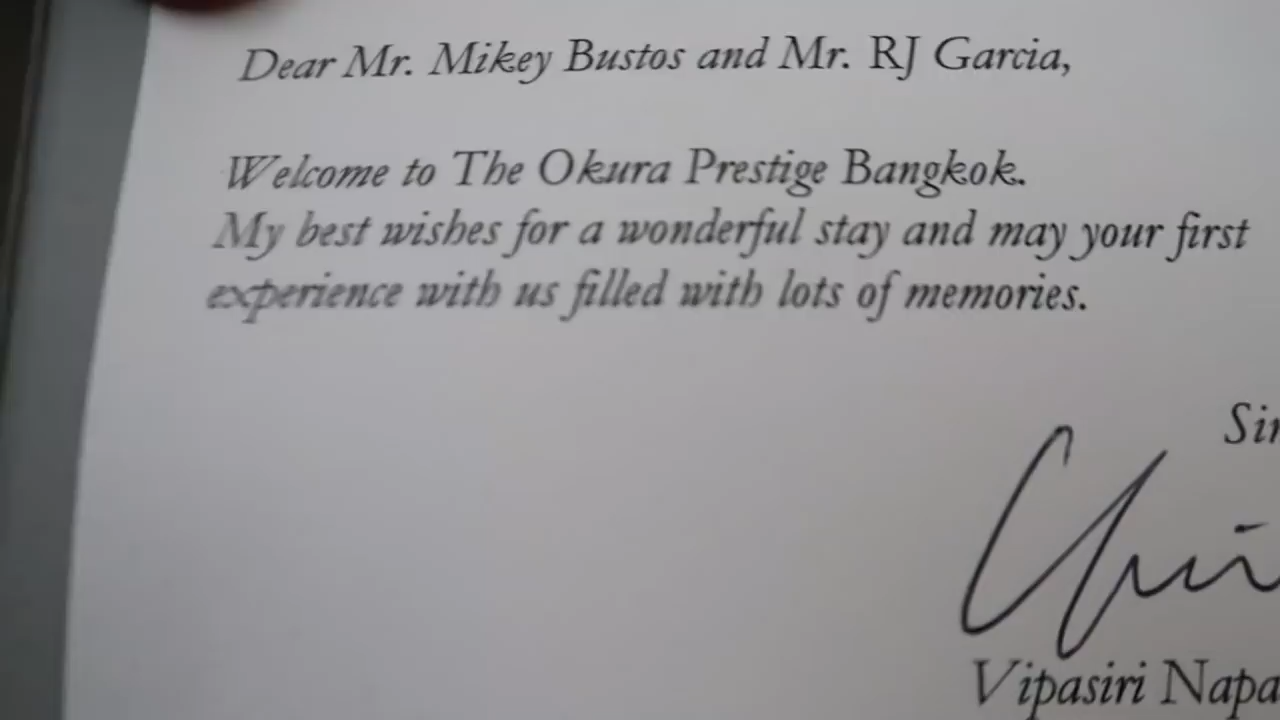 Dear Mr. Mikey Bustos and Mr. RJ Garcia,
Welcome to The Okura Prestige Bangkok.
My best wishes for a wonderful stay and may your first
experience with us filled with lots of memories.
Vipasiri